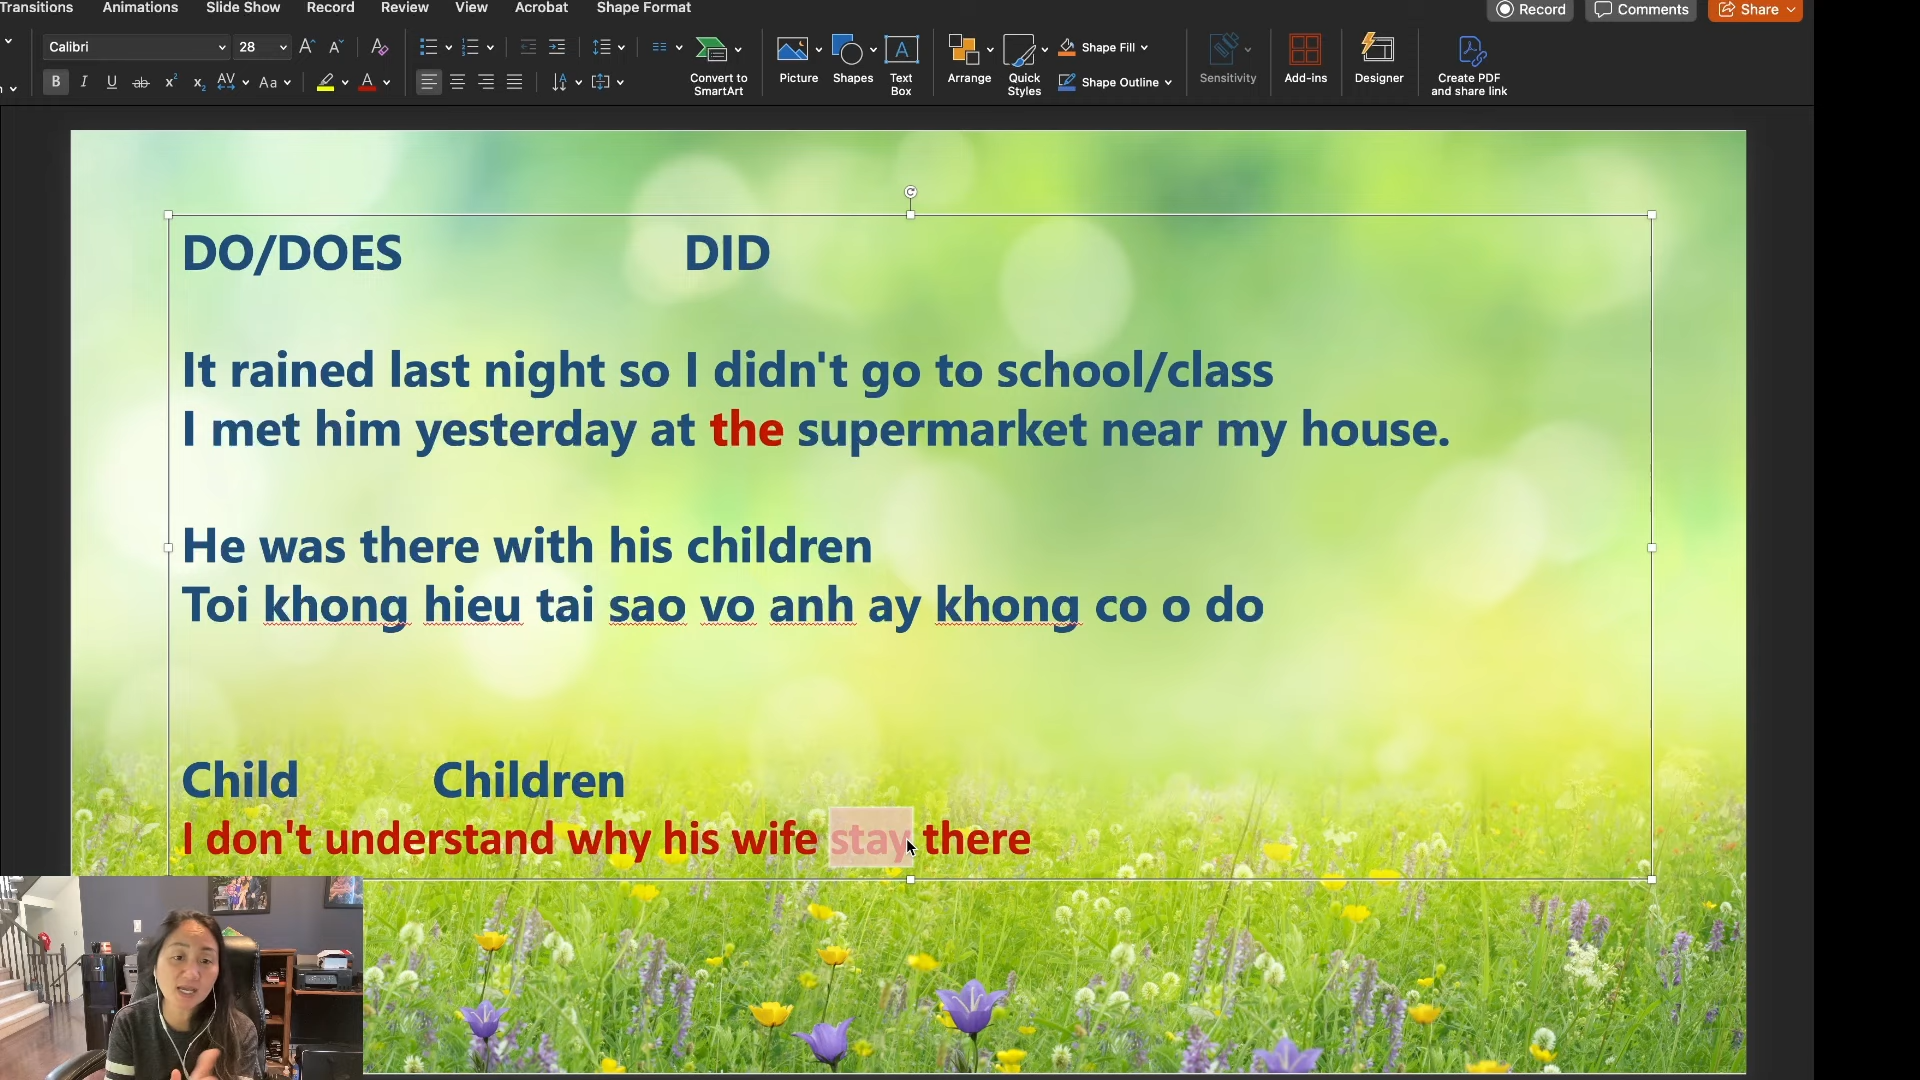 Transitions Animations Slide Show Record Review View Acrobat Shape Format Record Comments Share
Calibri 28 Convert to SmartArt Picture Shapes Text Box Arrange Quick Styles Shape Fill Shape Outline Sensitivity Add-ins Designer Create PDF and share link
DO/DOES DID
It rained last night so I didn't go to school/class
I met him yesterday at the supermarket near my house.
He was there with his children
Toi khong hieu tai sao vo anh ay khong co o do
Child Children
I don't understand why his wife stay there